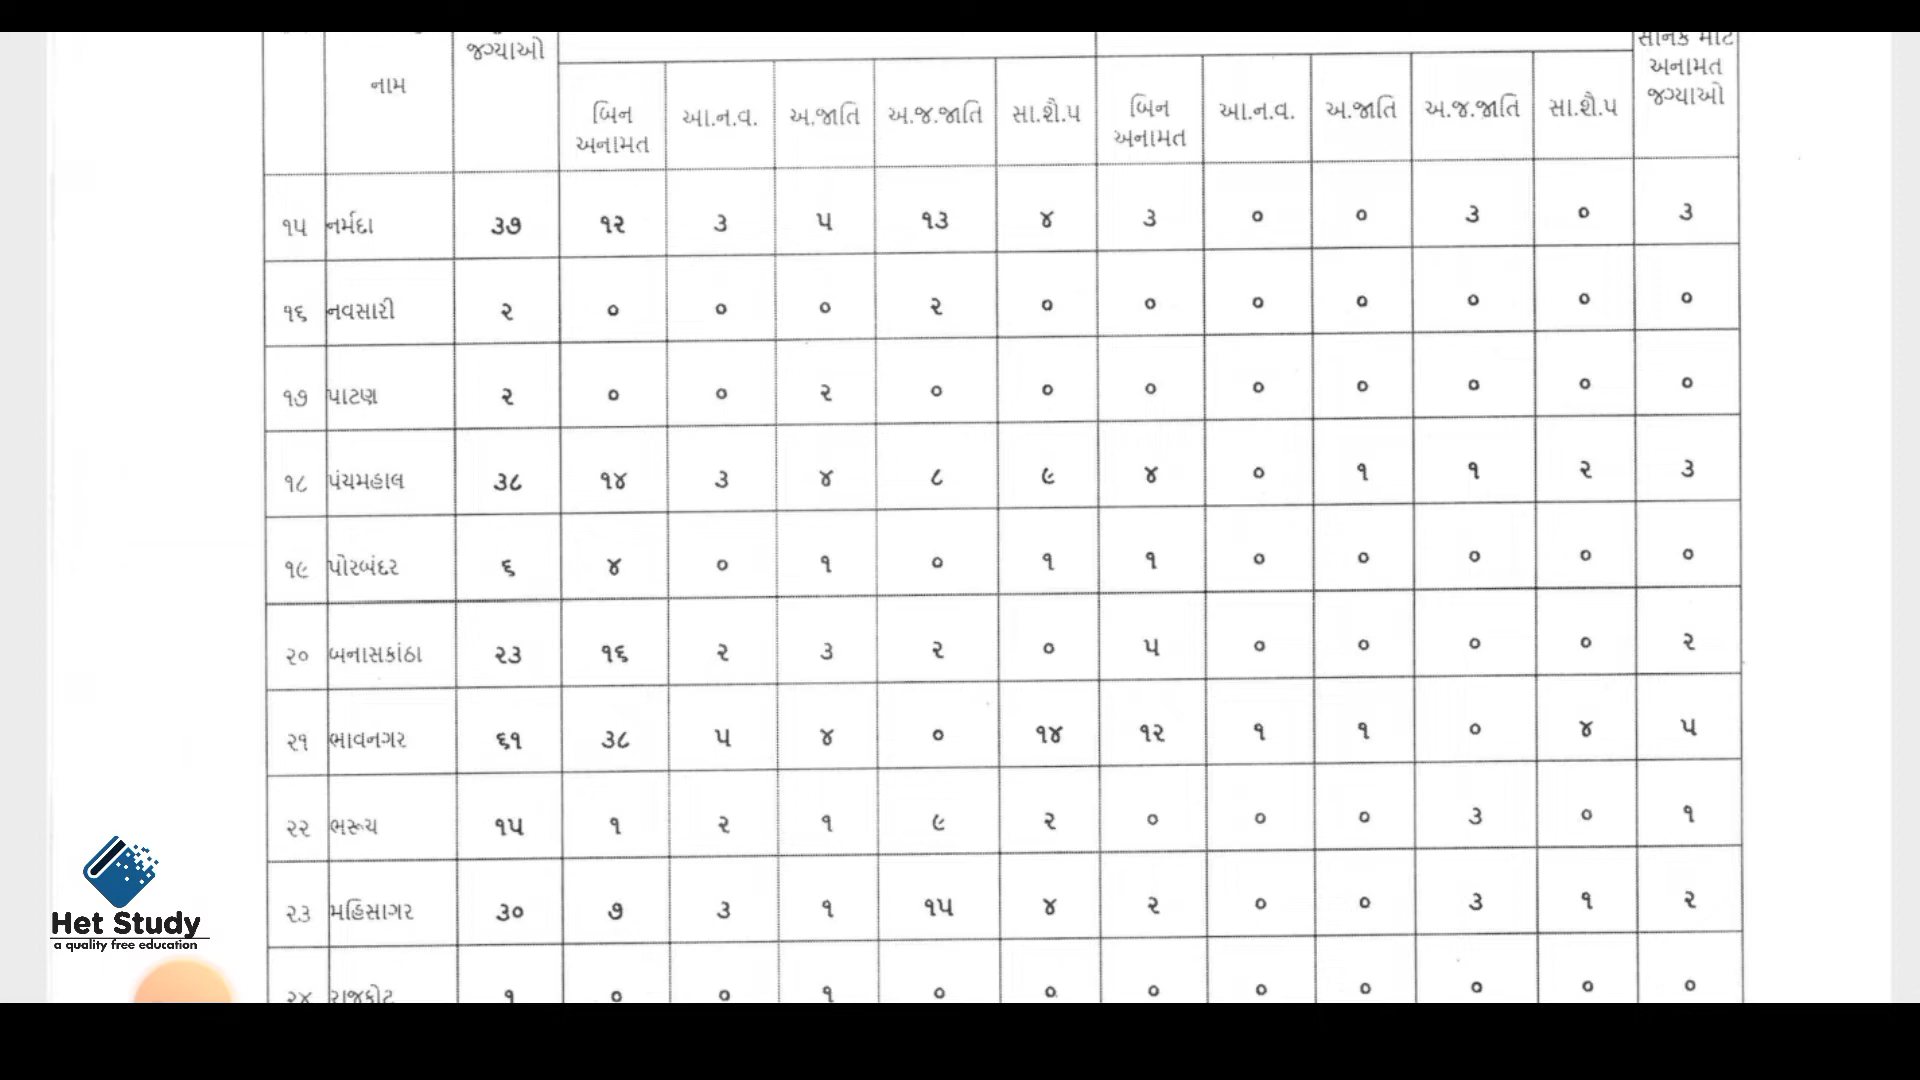 જગ્યાઓ
નામ
બિન અનામત આ.ન.વ. અ.જાતિ અ.જ.જાતિ સા.શૈ.પ બિન અનામત આ.ન.વ. અ.જાતિ અ.જ.જાતિ સા.શૈ.પ
અનામત
જગ્યાઓ
૧૫ નર્મદા ૩૭ ૧૨ ૩ ૫ ૧૩ ૪ ૩ ૦ ૦ ૩ ૦ ૩
૧૬ નવસારી ૨ ૦ ૦ ૦ ૨ ૦ ૦ ૦ ૦ ૦ ૦ ૦
૧૭ પાટણ ૨ ૦ ૦ ૨ ૦ ૦ ૦ ૦ ૦ ૦ ૦ ૦
૧૮ પંચમહાલ ૩૮ ૧૪ ૩ ૪ ૮ ૯ ૪ ૦ ૧ ૧ ૨ ૩
૧૯ પોરબંદર ૬ ૪ ૦ ૧ ૦ ૧ ૧ ૦ ૦ ૦ ૦ ૦
૨૦ બનાસકાંઠા ૨૩ ૧૬ ૨ ૩ ૨ ૦ ૫ ૦ ૦ ૦ ૦ ૨
૨૧ ભાવનગર ૬૧ ૩૮ ૫ ૪ ૦ ૧૪ ૧૨ ૧ ૧ ૦ ૪ ૫
૨૨ ભરૂચ ૧૫ ૧ ૨ ૧ ૯ ૨ ૦ ૦ ૦ ૩ ૦ ૧
૨૩ મહિસાગર ૩૦ ૭ ૩ ૧ ૧૫ ૪ ૨ ૦ ૦ ૩ ૧ ૨
૨૪ રાજકોટ ૧ ૦ ૦ ૧ ૦ ૦ ૦ ૦ ૦ ૦ ૦ ૦
Het Study
a quality free education